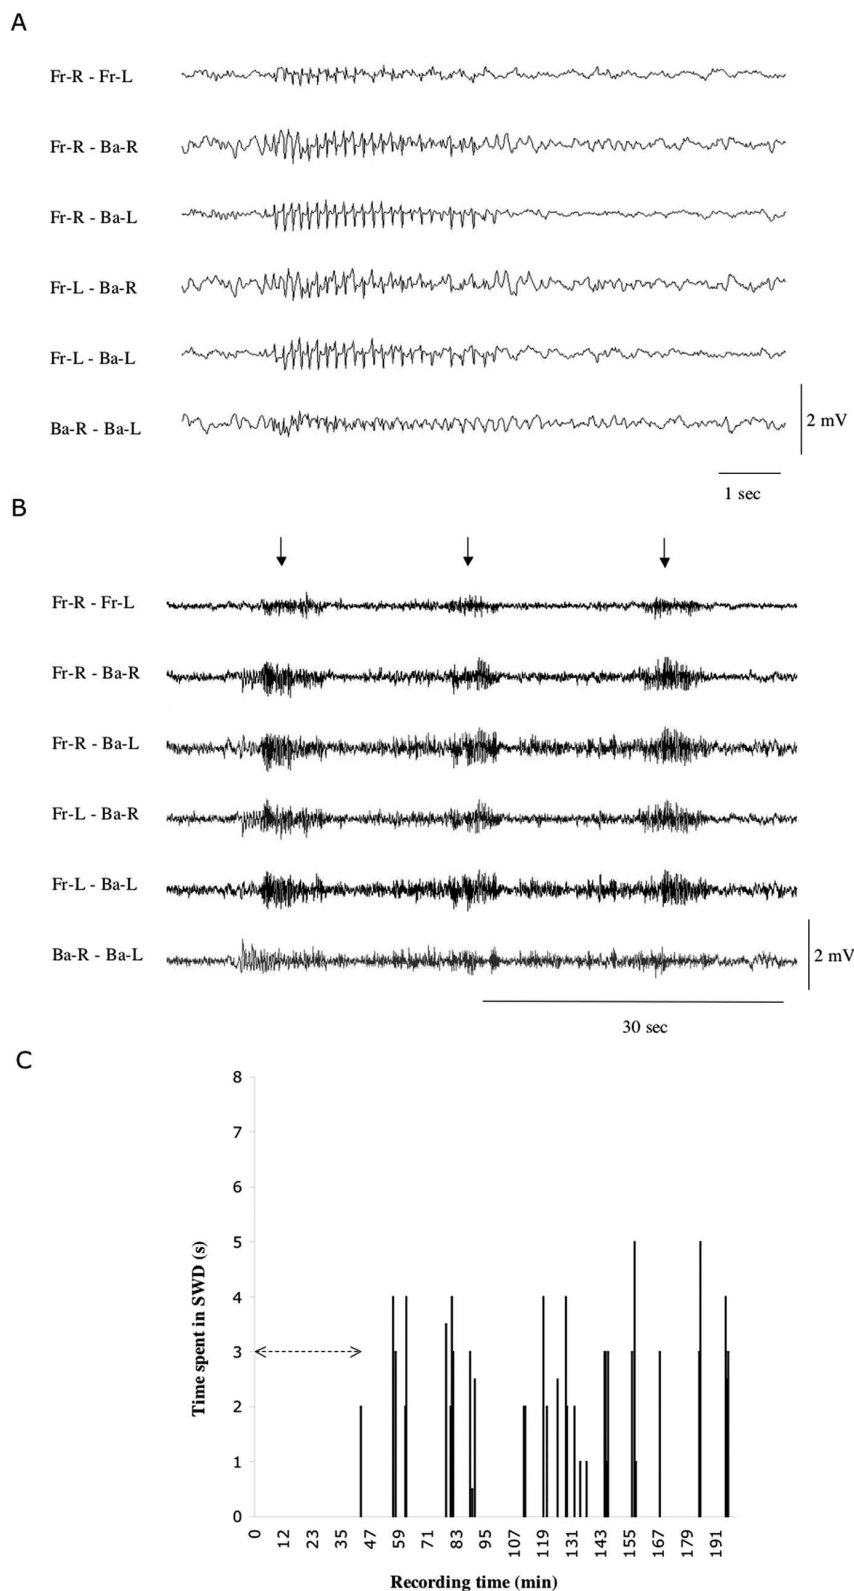 A
Fr-R - Fr-L
Fr-R - Ba-R
Fr-R - Ba-L
Fr-L - Ba-R
Fr-L - Ba-L
Ba-R - Ba-L
2 mV
1 sec
B
Fr-R - Fr-L
Fr-R - Ba-R
Fr-R - Ba-L
Fr-L - Ba-R
Fr-L - Ba-L
Ba-R - Ba-L
2 mV
30 sec
C
Time spent in SWD (s)
8
7
6
5
4
3
2
1
0
0 12 23 35 47 59 71 83 95 107 119 131 143 155 167 179 191
Recording time (min)